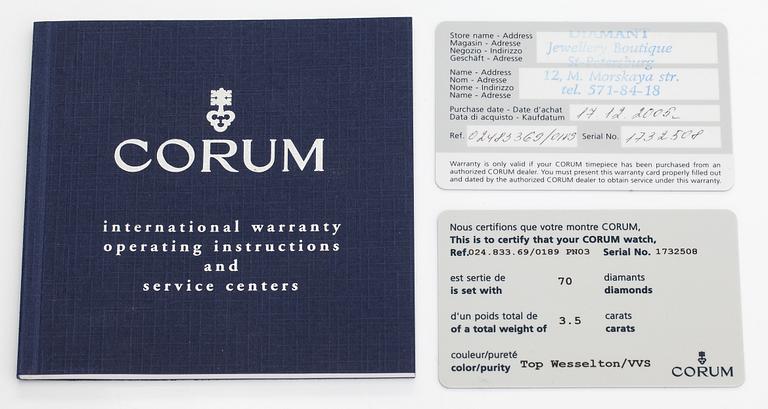 CORUM
international warranty
operating instructions
and
service centers
Store name - Address
Magasin - Adresse
Negozio - Indirizzo
Geschäft - Adresse
DIAMANT
Jewellery Boutique
St-Petersburg
Name - Address
Nom - Adresse
Nome - Indirizzo
Name - Adresse
12, M. Morskaya str.
tel. 571-84-18
Purchase date - Date d'achat
Data di acquisto - Kaufdatum
17.12.2005
Ref. 02483369/0189 Serial No. 1732508
Warranty is only valid if your CORUM timepiece has been purchased from an
authorized CORUM dealer. You must present this warranty card properly filled out
and dated by the authorized CORUM dealer to obtain service under this warranty.
Nous certifions que votre montre CORUM,
This is to certify that your CORUM watch,
Ref.024.833.69/0189 PN03 Serial No. 1732508
est sertie de
is set with
70
diamants
diamonds
d'un poids total de
of a total weight of
3.5
carats
carats
couleur/pureté
color/purity
Top Wesselton/VVS
CORUM